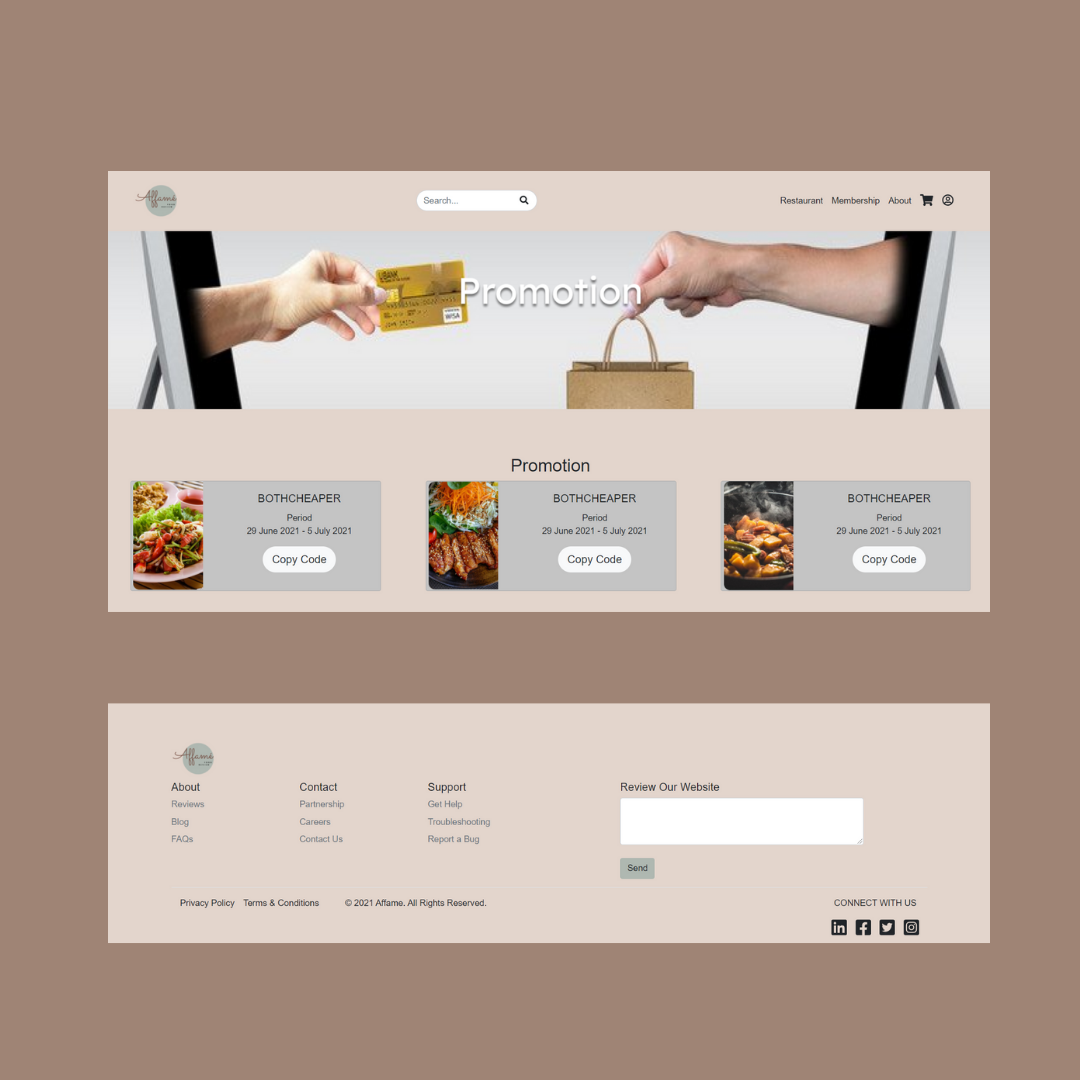 Affame
Search...
Restaurant Membership About
Promotion
Promotion
BOTHCHEAPER
Period
29 June 2021 - 5 July 2021
Copy Code
BOTHCHEAPER
Period
29 June 2021 - 5 July 2021
Copy Code
BOTHCHEAPER
Period
29 June 2021 - 5 July 2021
Copy Code
Affame
About
Reviews
Blog
FAQs
Contact
Partnership
Careers
Contact Us
Support
Get Help
Troubleshooting
Report a Bug
Review Our Website
Send
Privacy Policy Terms & Conditions © 2021 Affame. All Rights Reserved.
CONNECT WITH US